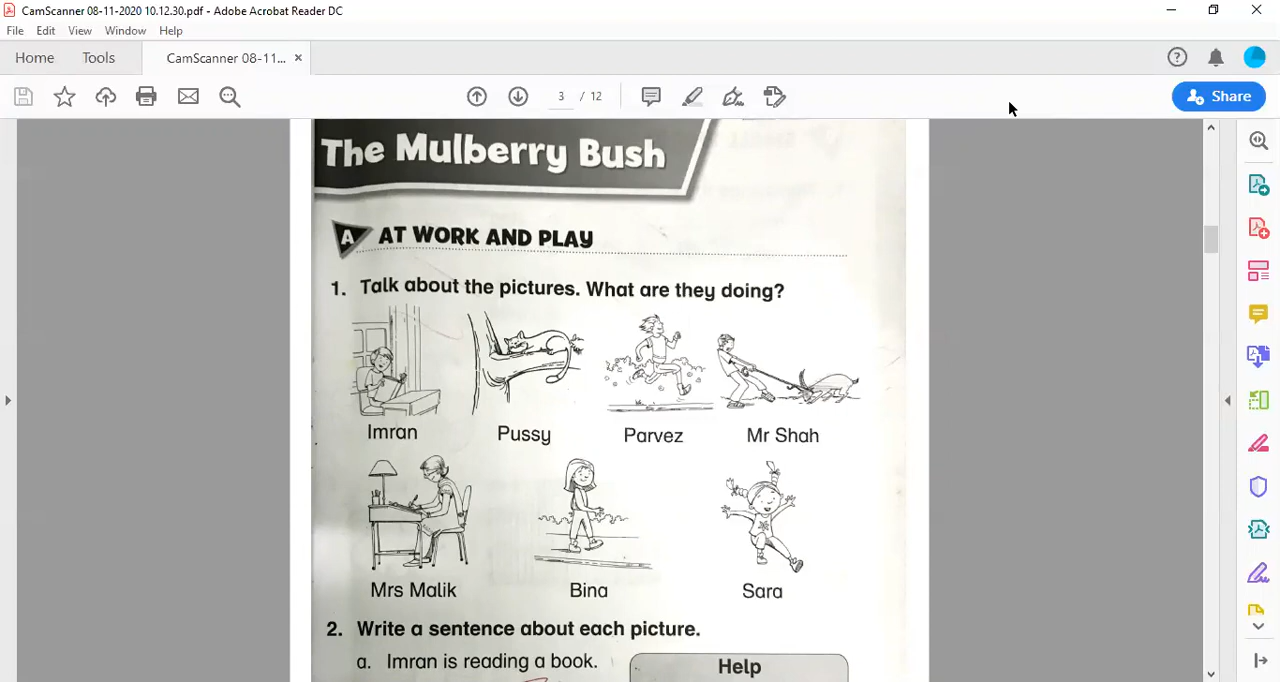 CamScanner 08-11-2020 10.12.30.pdf - Adobe Acrobat Reader DC
File Edit View Window Help
Home Tools CamScanner 08-11... ×
3 / 12
Share
The Mulberry Bush
A AT WORK AND PLAY
1. Talk about the pictures. What are they doing?
Imran Pussy Parvez Mr Shah
Mrs Malik Bina Sara
2. Write a sentence about each picture.
a. Imran is reading a book.
Help